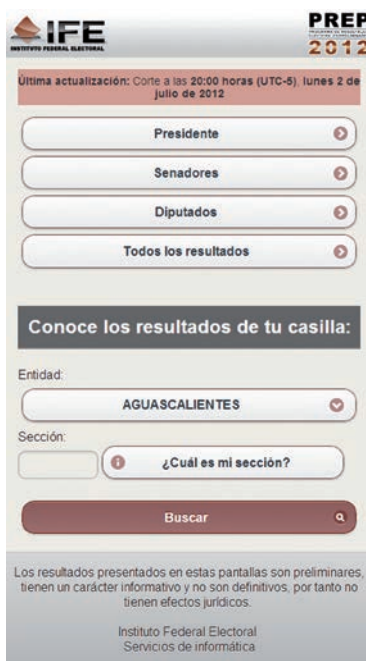 IFE
INSTITUTO FEDERAL ELECTORAL
PREP
2012
Última actualización: Corte a las 20:00 horas (UTC-5), lunes 2 de
julio de 2012
Presidente
Senadores
Diputados
Todos los resultados
Conoce los resultados de tu casilla:
Entidad:
AGUASCALIENTES
Sección:
¿Cuál es mi sección?
Buscar
Los resultados presentados en estas pantallas son preliminares,
tienen un carácter informativo y no son definitivos, por tanto no
tienen efectos jurídicos.
Instituto Federal Electoral
Servicios de informática